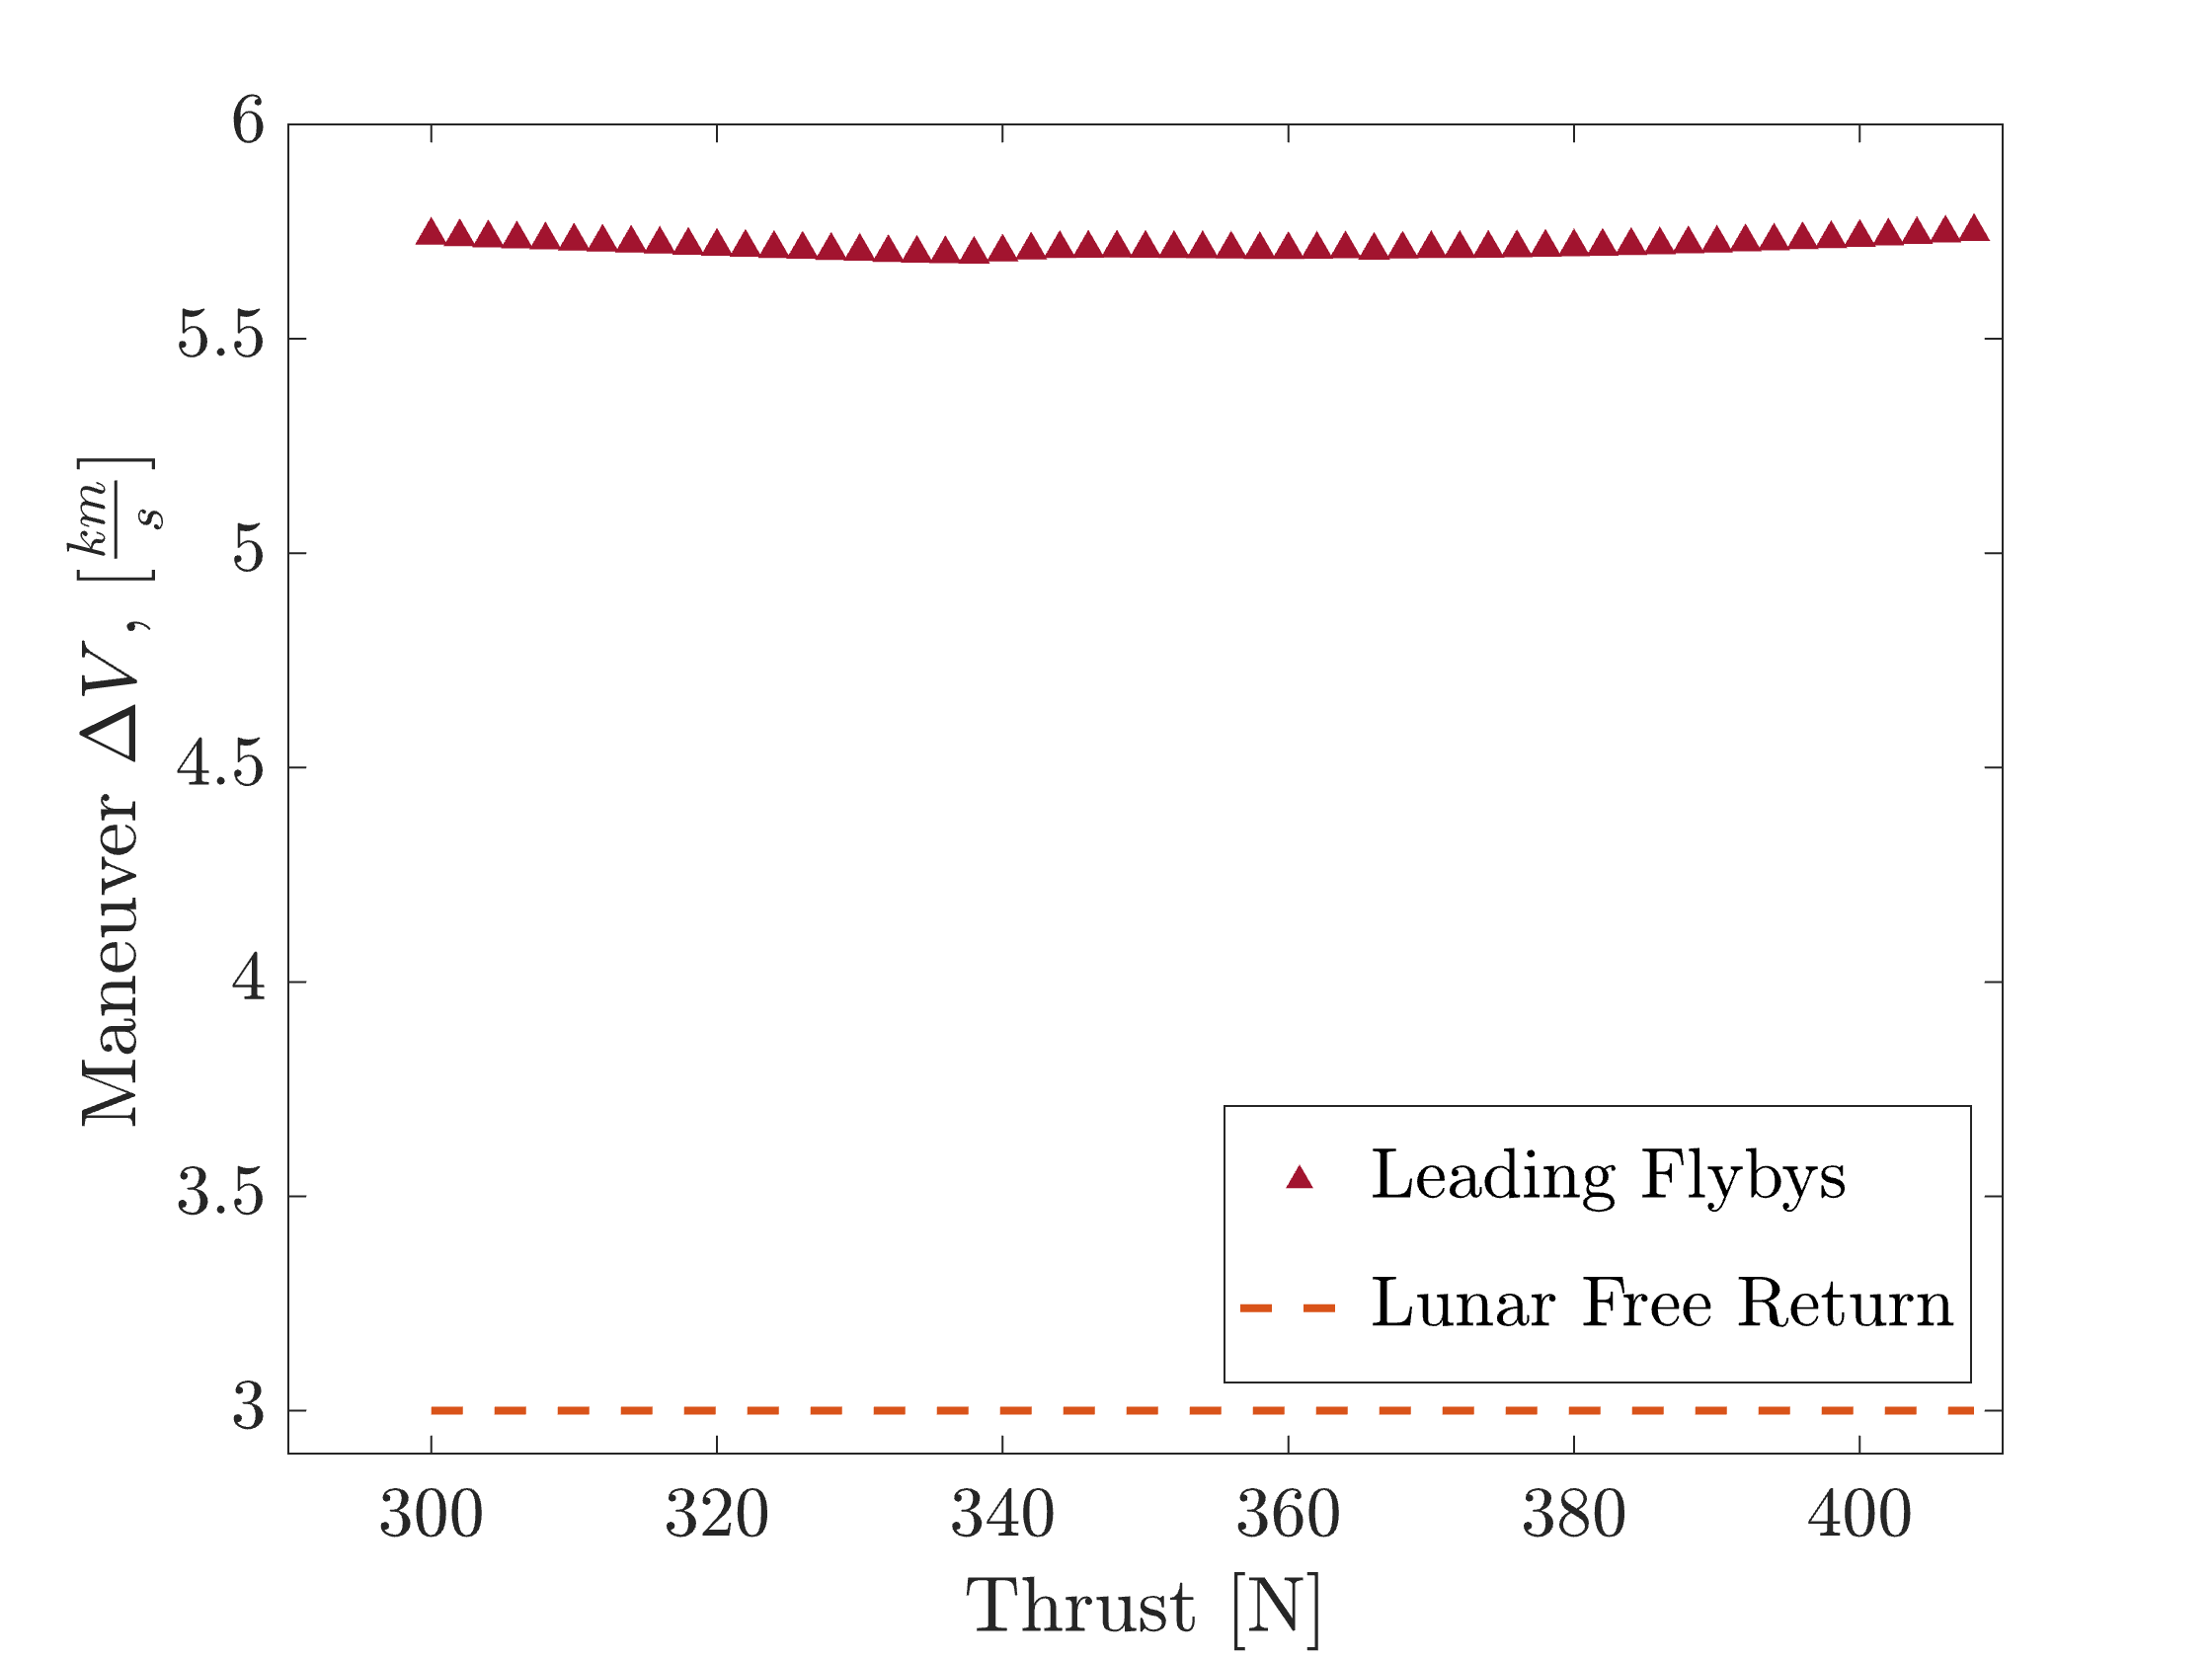 6
5.5
5
4.5
4
3.5
3
Maneuver ΔV, [km/s]
Leading Flybys
Lunar Free Return
300 320 340 360 380 400
Thrust [N]